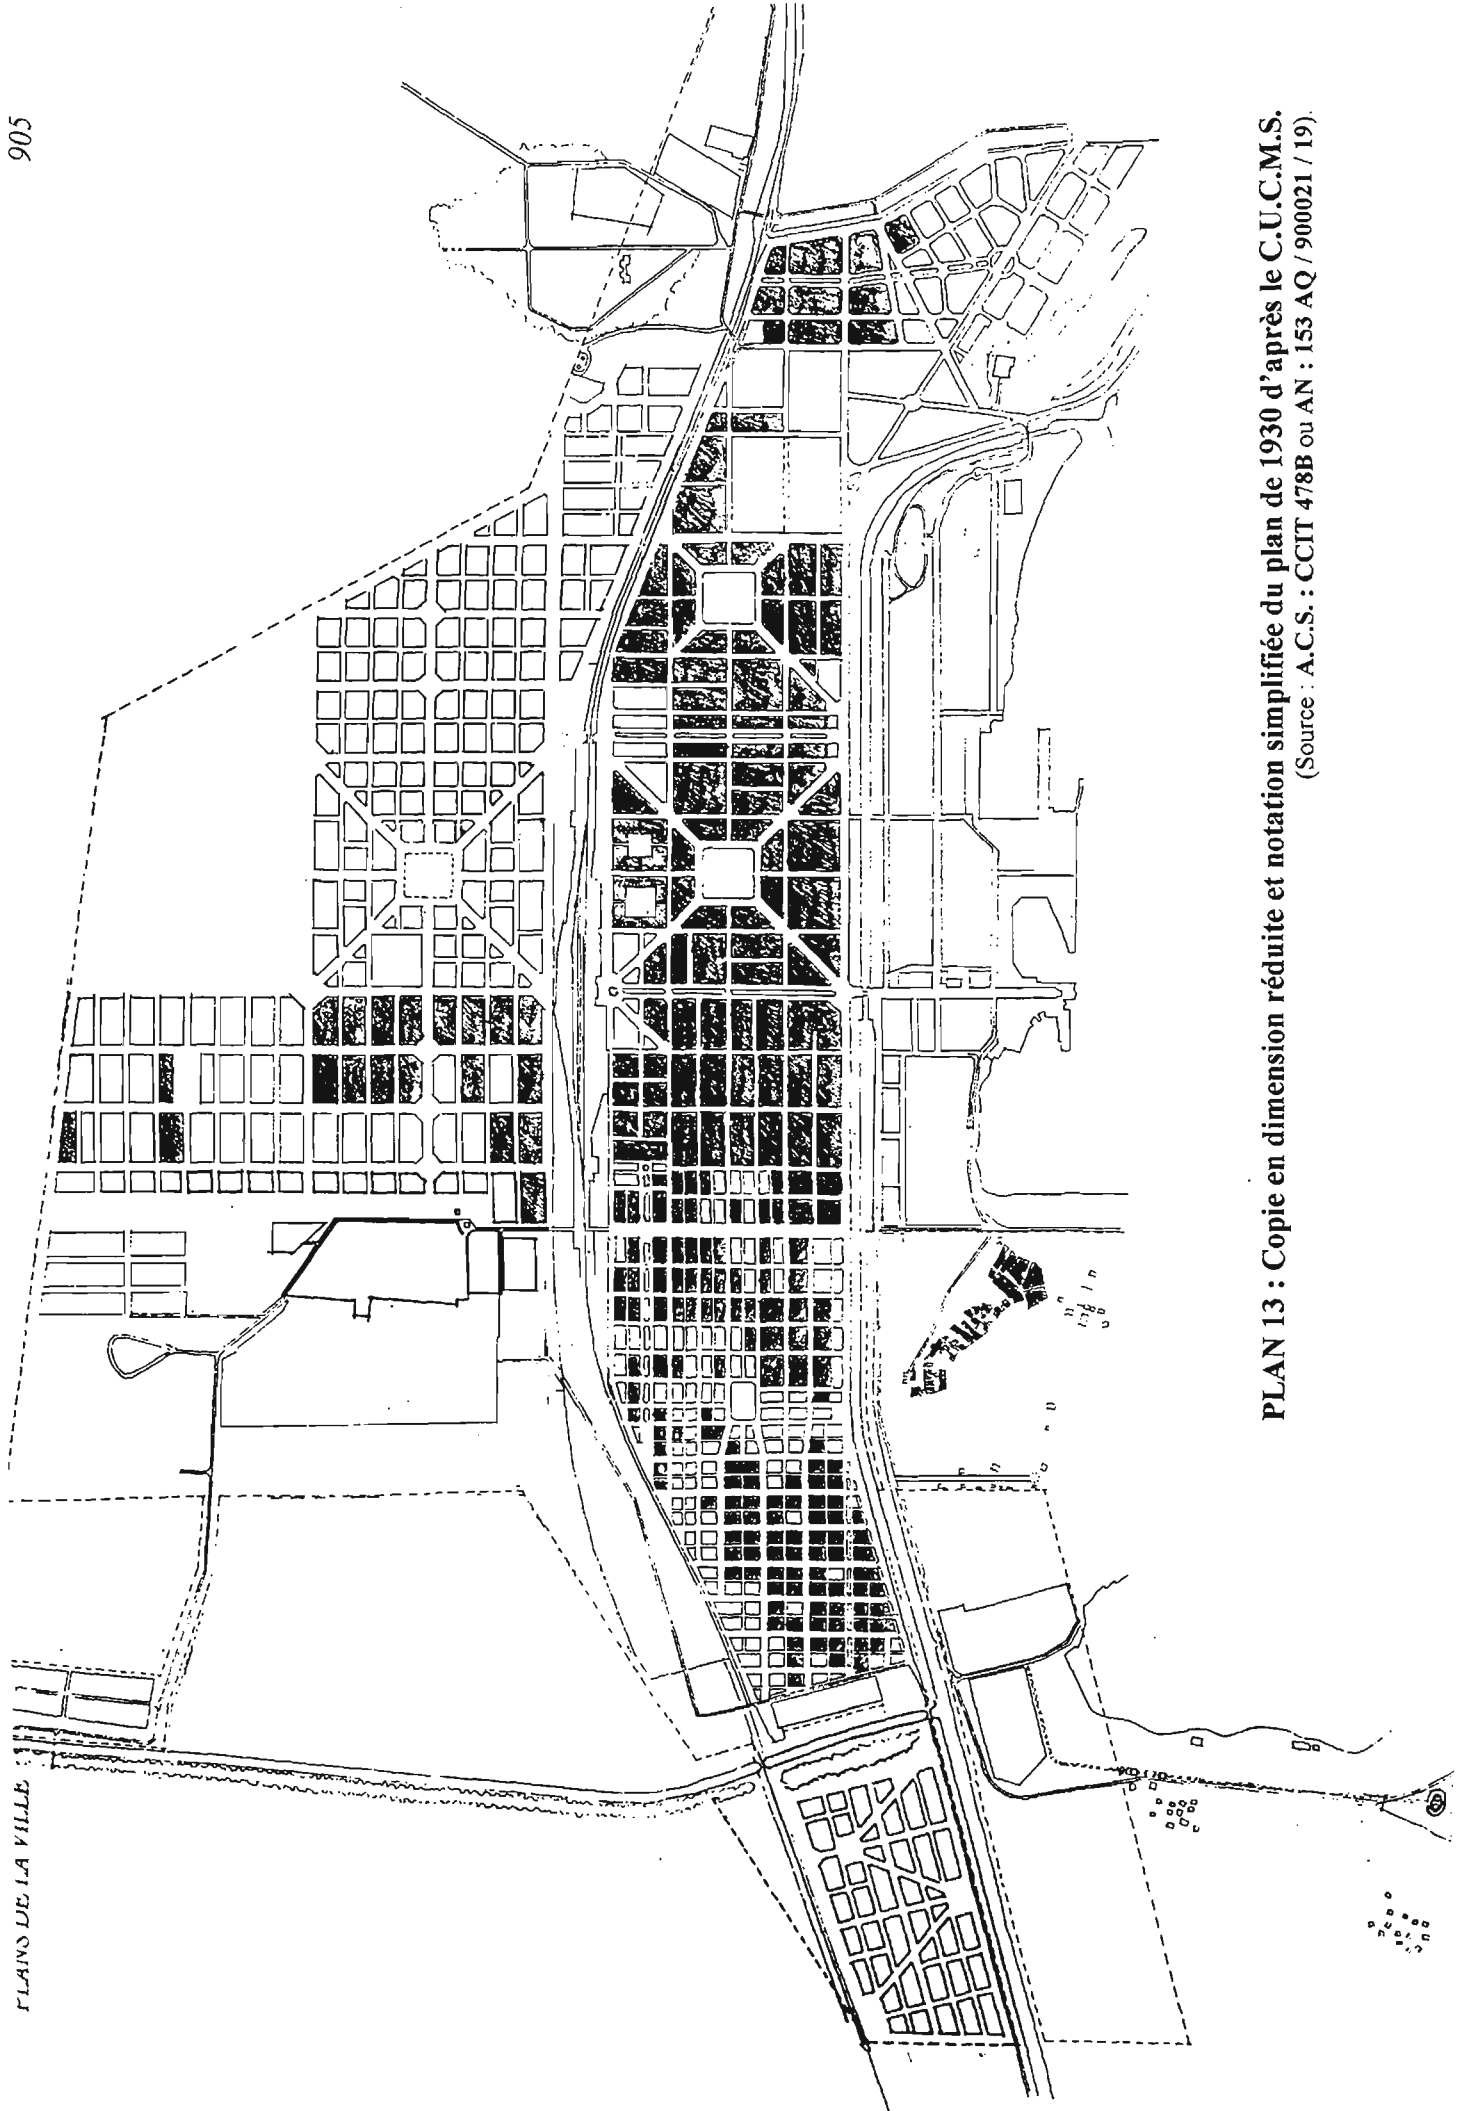 PLANS DE LA VILLE
905
PLAN 13 : Copie en dimension réduite et notation simplifiée du plan de 1930 d'après le C.U.C.M.S.
(Source : A.C.S. : CCIT 478B ou AN : 153 AQ / 900021 / 19).